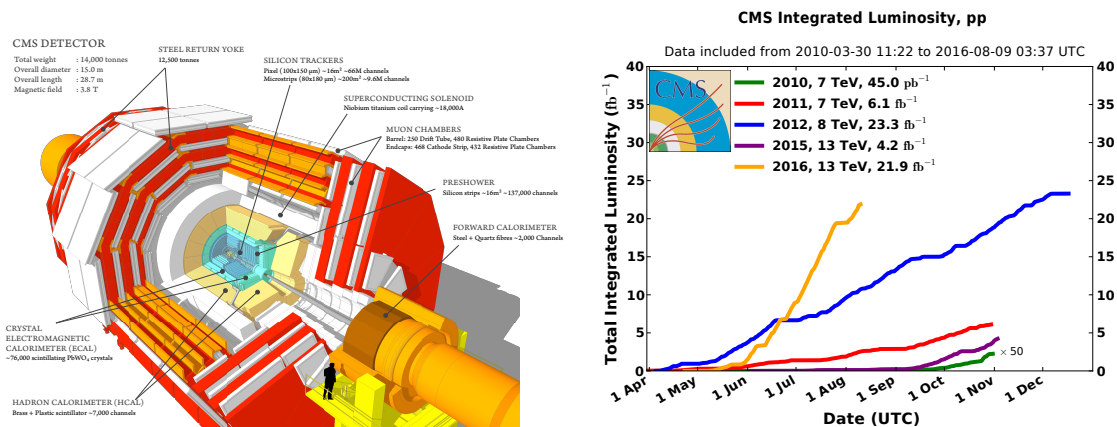 CMS DETECTOR
Total weight : 14,000 tonnes
Overall diameter : 15.0 m
Overall length : 28.7 m
Magnetic field : 3.8 T
STEEL RETURN YOKE
12,500 tonnes
SILICON TRACKERS
Pixel (100x150 μm) ~16m² ~66M channels
Microstrips (80x180 μm) ~200m² ~9.6M channels
SUPERCONDUCTING SOLENOID
Niobium titanium coil carrying ~18,000A
MUON CHAMBERS
Barrel: 250 Drift Tube, 480 Resistive Plate Chambers
Endcaps: 468 Cathode Strip, 432 Resistive Plate Chambers
PRESHOWER
Silicon strips ~16m² ~137,000 channels
FORWARD CALORIMETER
Steel + Quartz fibres ~2,000 Channels
CRYSTAL
ELECTROMAGNETIC
CALORIMETER (ECAL)
~76,000 scintillating PbWO₄ crystals
HADRON CALORIMETER (HCAL)
Brass + Plastic scintillator ~7,000 channels
CMS Integrated Luminosity, pp
Data included from 2010-03-30 11:22 to 2016-08-09 03:37 UTC
CMS
2010, 7 TeV, 45.0 pb⁻¹
2011, 7 TeV, 6.1 fb⁻¹
2012, 8 TeV, 23.3 fb⁻¹
2015, 13 TeV, 4.2 fb⁻¹
2016, 13 TeV, 21.9 fb⁻¹
Total Integrated Luminosity (fb⁻¹)
40
35
30
25
20
15
10
5
0
40
35
30
25
20
15
10
5
0
× 50
1 Apr
1 May
1 Jun
1 Jul
1 Aug
1 Sep
1 Oct
1 Nov
1 Dec
Date (UTC)